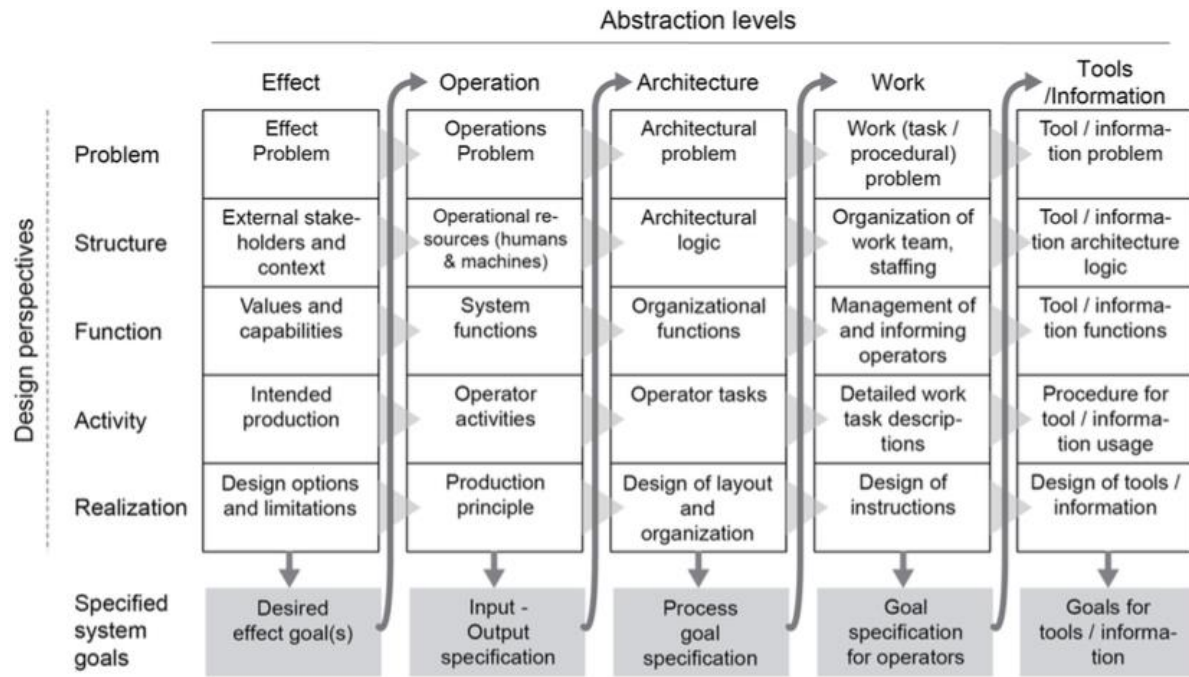 Abstraction levels
Effect
Operation
Architecture
Work
Tools
/Information
Design perspectives
Problem
Effect
Problem
Operations
Problem
Architectural
problem
Work (task /
procedural)
problem
Tool / informa-
tion problem
Structure
External stake-
holders and
context
Operational re-
sources (humans
& machines)
Architectural
logic
Organization of
work team,
staffing
Tool / informa-
tion architecture
logic
Function
Values and
capabilities
System
functions
Organizational
functions
Management of
and informing
operators
Tool / informa-
tion functions
Activity
Intended
production
Operator
activities
Operator tasks
Detailed work
task descrip-
tions
Procedure for
tool / informa-
tion usage
Realization
Design options
and limitations
Production
principle
Design of layout
and
organization
Design of
instructions
Design of tools /
information
Specified
system
goals
Desired
effect goal(s)
Input -
Output
specification
Process
goal
specification
Goal
specification
for operators
Goals for
tools / informa-
tion